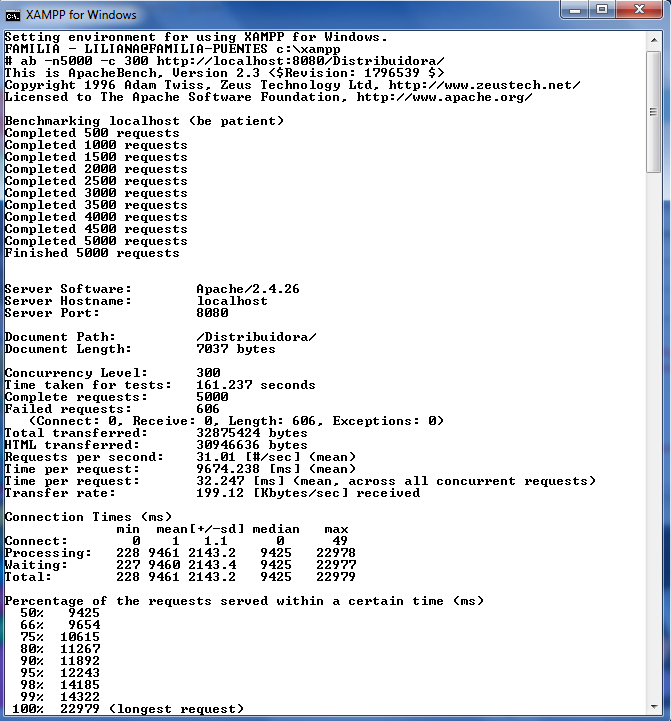 XAMPP for Windows
Setting environment for using XAMPP for Windows.
FAMILIA - LILIANA@FAMILIA-PUENTES c:\xampp
# ab -n5000 -c 300 http://localhost:8080/Distribuidora/
This is ApacheBench, Version 2.3 <$Revision: 1796539 $>
Copyright 1996 Adam Twiss, Zeus Technology Ltd, http://www.zeustech.net/
Licensed to The Apache Software Foundation, http://www.apache.org/

Benchmarking localhost (be patient)
Completed 500 requests
Completed 1000 requests
Completed 1500 requests
Completed 2000 requests
Completed 2500 requests
Completed 3000 requests
Completed 3500 requests
Completed 4000 requests
Completed 4500 requests
Completed 5000 requests
Finished 5000 requests

Server Software:        Apache/2.4.26
Server Hostname:        localhost
Server Port:            8080

Document Path:          /Distribuidora/
Document Length:        7037 bytes

Concurrency Level:      300
Time taken for tests:   161.237 seconds
Complete requests:      5000
Failed requests:        606
   (Connect: 0, Receive: 0, Length: 606, Exceptions: 0)
Total transferred:      32875424 bytes
HTML transferred:       30946636 bytes
Requests per second:    31.01 [#/sec] (mean)
Time per request:       9674.238 [ms] (mean)
Time per request:       32.247 [ms] (mean, across all concurrent requests)
Transfer rate:          199.12 [Kbytes/sec] received

Connection Times (ms)
              min  mean[+/-sd] median   max
Connect:        0    1   1.1      0      49
Processing:   228 9461 2143.2   9425   22978
Waiting:      227 9460 2143.4   9425   22977
Total:        228 9461 2143.2   9425   22979

Percentage of the requests served within a certain time (ms)
  50%   9425
  66%   9654
  75%  10615
  80%  11267
  90%  11892
  95%  12243
  98%  14185
  99%  14322
 100%  22979 (longest request)